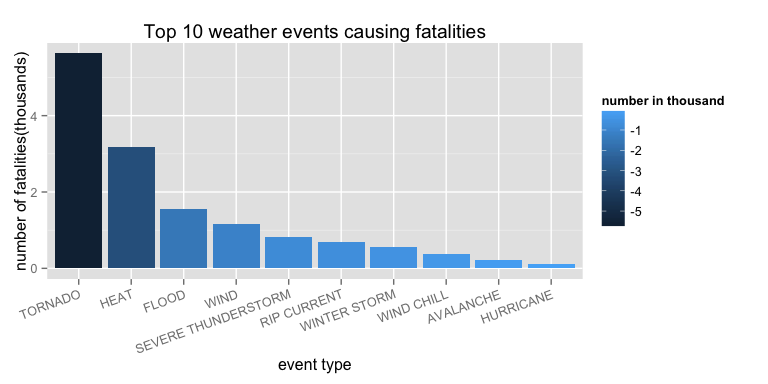 Top 10 weather events causing fatalities
number of fatalities(thousands)
4
2
0
TORNADO
HEAT
FLOOD
WIND
SEVERE THUNDERSTORM
RIP CURRENT
WINTER STORM
WIND CHILL
AVALANCHE
HURRICANE
event type
number in thousand
-1
-2
-3
-4
-5